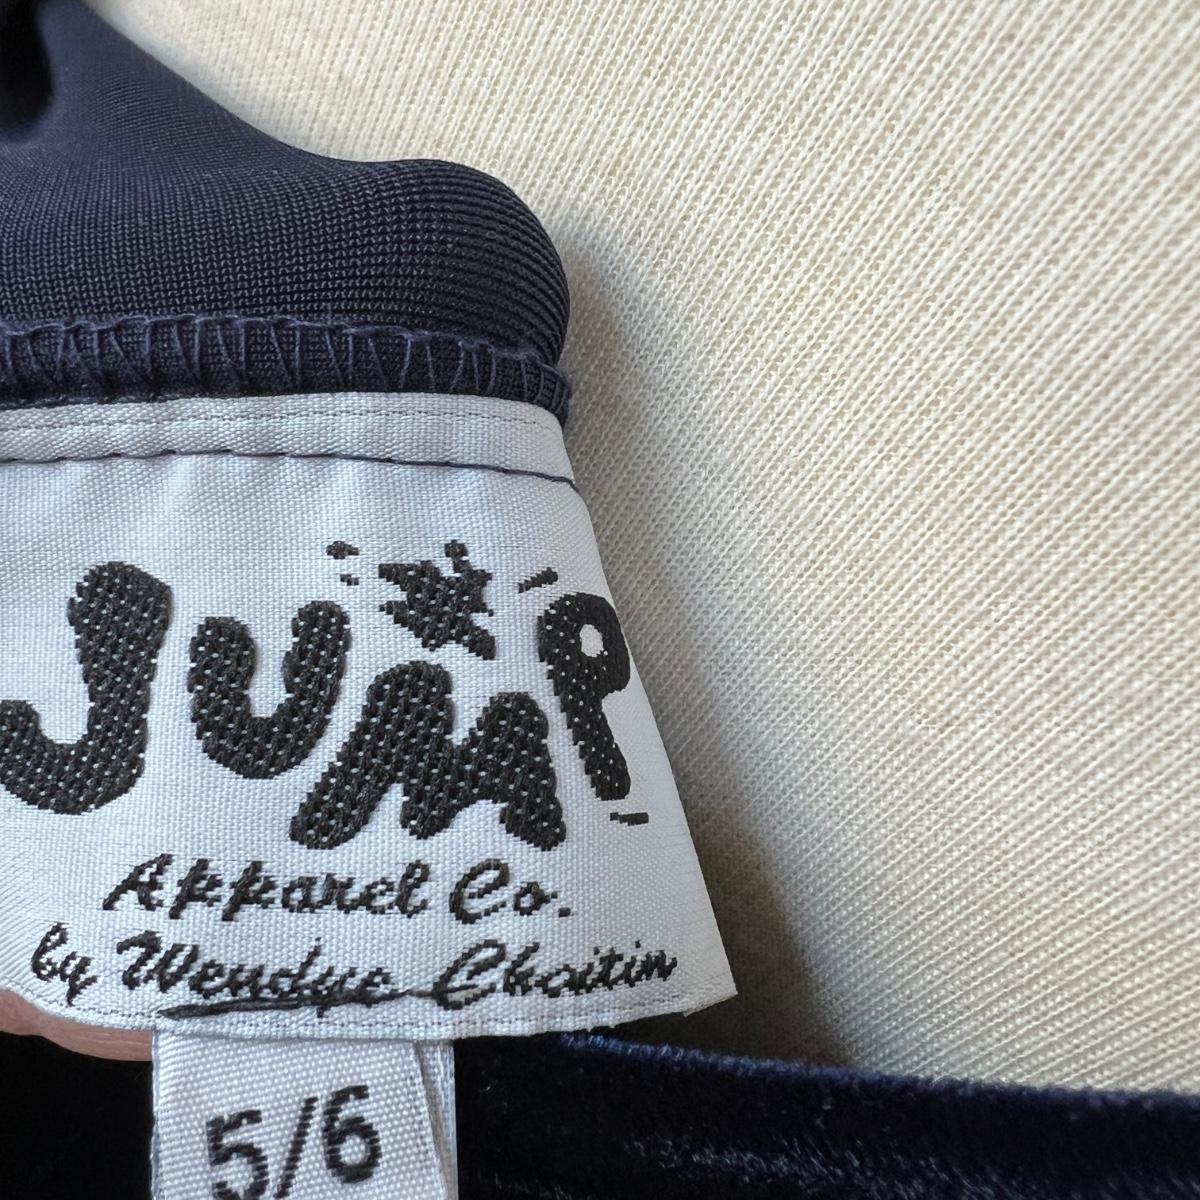 JUMP
Apparel Co.
by Wendye Chaitin
5/6